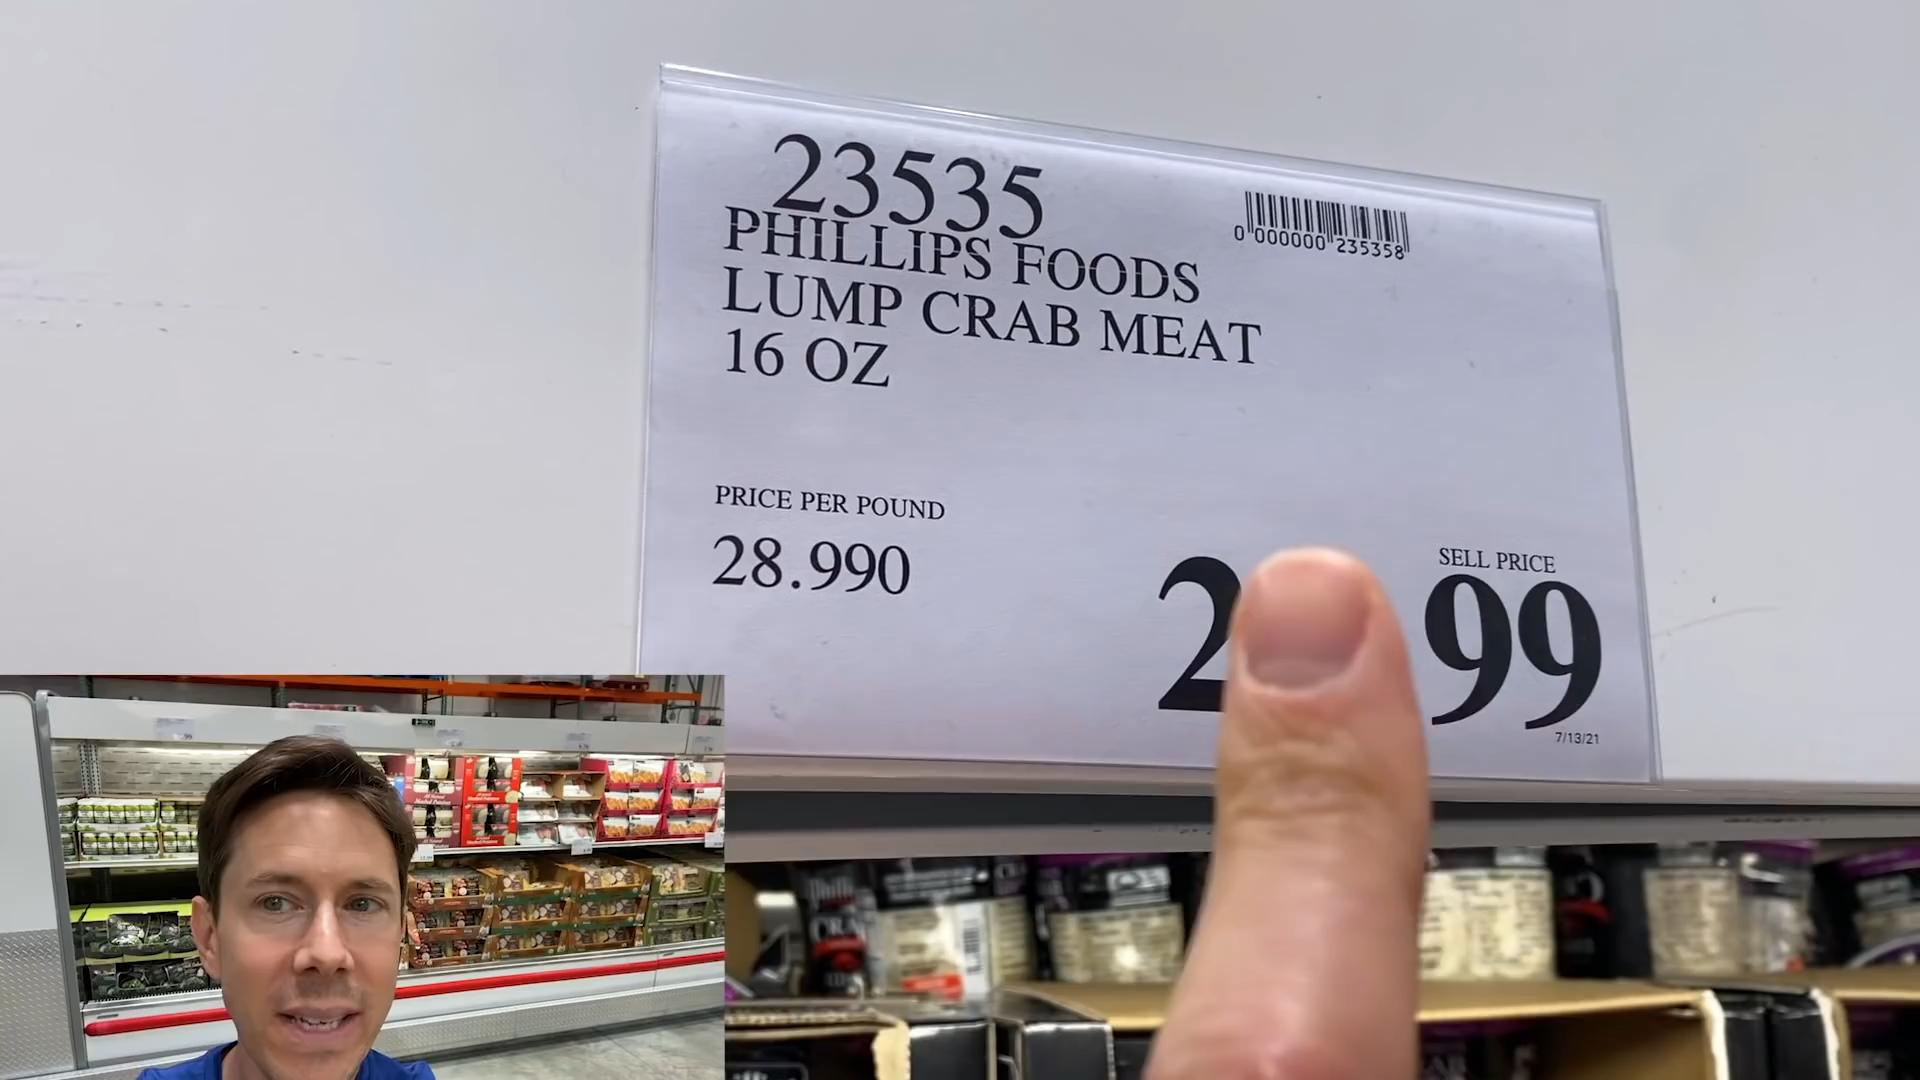 23535
0 000000 235358
PHILLIPS FOODS
LUMP CRAB MEAT
16 OZ
PRICE PER POUND
28.990
SELL PRICE
2 99
7/13/21